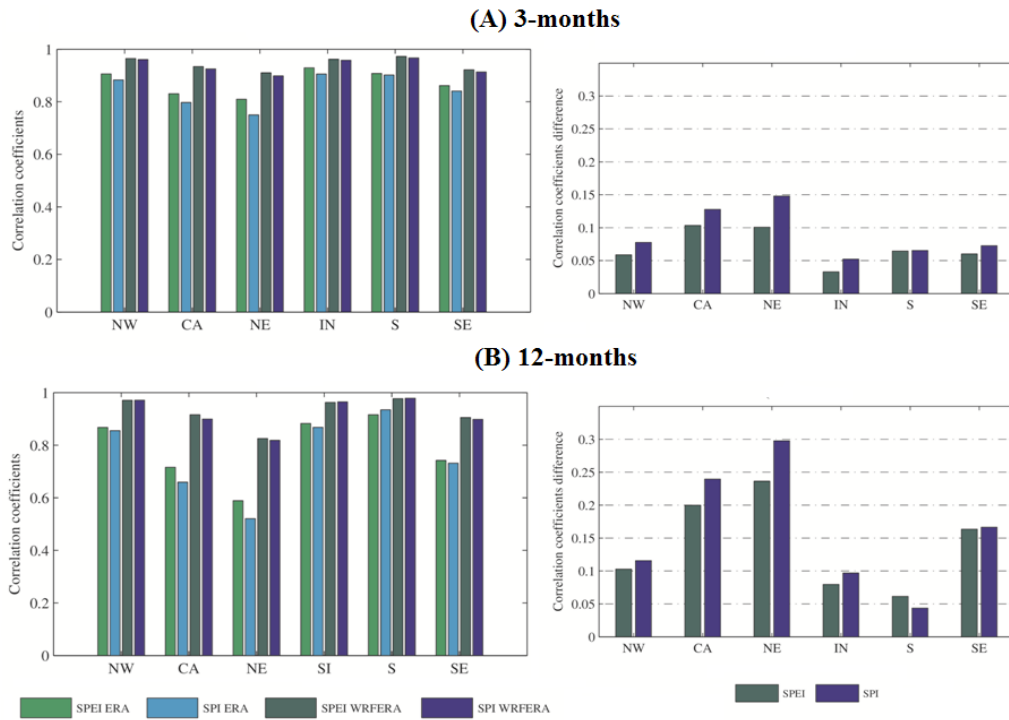 (A) 3-months
Correlation coefficients
1
0.8
0.6
0.4
0.2
0
NW CA NE IN S SE
Correlation coefficients difference
0.3
0.25
0.2
0.15
0.1
0.05
0
NW CA NE IN S SE
(B) 12-months
Correlation coefficients
1
0.8
0.6
0.4
0.2
0
NW CA NE SI S SE
Correlation coefficients difference
0.3
0.25
0.2
0.15
0.1
0.05
0
NW CA NE IN S SE
SPEI ERA SPI ERA SPEI WRFERA SPI WRFERA
SPEI SPI